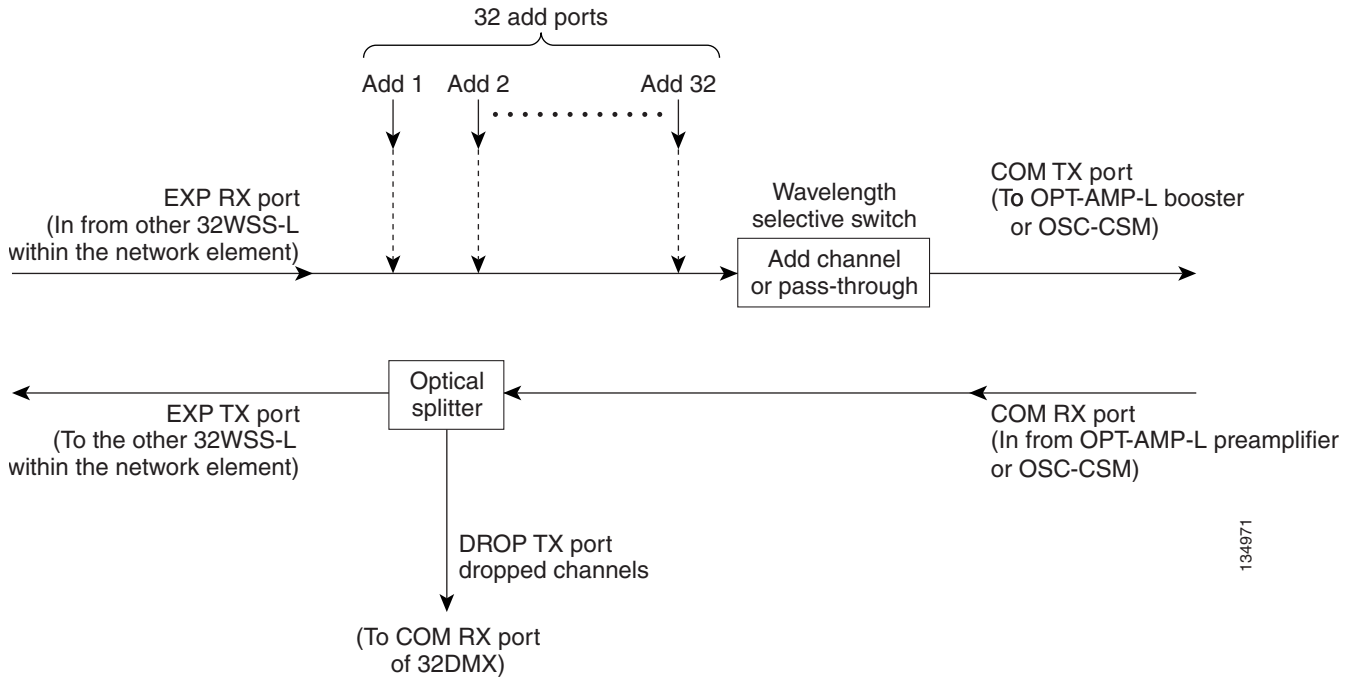 32 add ports
Add 1
Add 2
Add 32
EXP RX port
(In from other 32WSS-L
within the network element)
Wavelength
selective switch
Add channel
or pass-through
COM TX port
(To OPT-AMP-L booster
or OSC-CSM)
Optical
splitter
EXP TX port
(To the other 32WSS-L
within the network element)
COM RX port
(In from OPT-AMP-L preamplifier
or OSC-CSM)
DROP TX port
dropped channels
(To COM RX port
of 32DMX)
134971